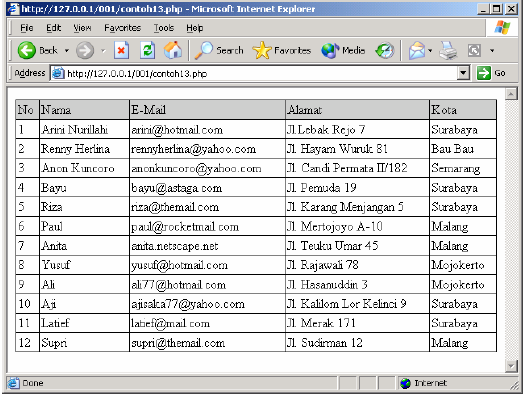 http://127.0.0.1/001/contoh13.php - Microsoft Internet Explorer
File Edit View Favorites Tools Help
Back Search Favorites Media
Address http://127.0.0.1/001/contoh13.php Go
No Nama E-Mail Alamat Kota
1 Arini Nurillahi arini@hotmail.com Jl.Lebak Rejo 7 Surabaya
2 Renny Herlina rennyherlina@yahoo.com Jl. Hayam Wuruk 81 Bau Bau
3 Anon Kuncoro anonkuncoro@yahoo.com Jl. Candi Permata II/182 Semarang
4 Bayu bayu@astaga.com Jl. Pemuda 19 Surabaya
5 Riza riza@themail.com Jl. Karang Menjangan 5 Surabaya
6 Paul paul@rocketmail.com Jl. Mertojoyo A-10 Malang
7 Anita anita.netscape.net Jl. Teuku Umar 45 Malang
8 Yusuf yusuf@hotmail.com Jl. Rajawali 78 Mojokerto
9 Ali ali77@hotmail.com Jl. Hasanuddin 3 Mojokerto
10 Aji ajisaka77@yahoo.com Jl. Kalilom Lor Kelinci 9 Surabaya
11 Latief latief@mail.com Jl. Merak 171 Surabaya
12 Supri supri@themail.com Jl. Sudirman 12 Malang
Done Internet